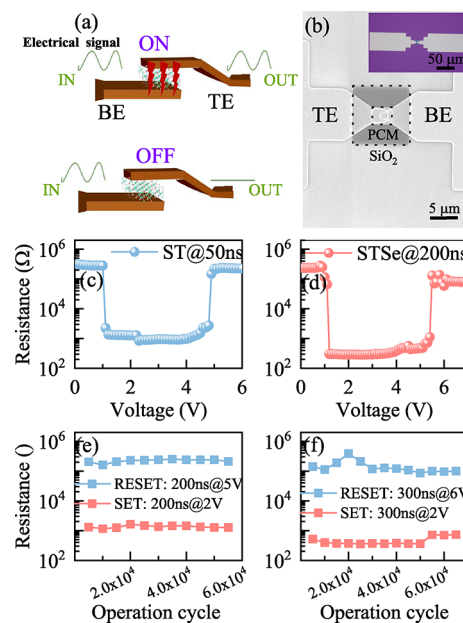 (a)
Electrical signal
ON
IN
OUT
BE
TE
OFF
IN
OUT
(b)
50 μm
TE
BE
PCM
SiO2
5 μm
Resistance (Ω)
10^6
10^4
10^2
ST@50ns
(c)
0 2 4 6
Voltage (V)
10^6
10^4
10^2
STSe@200ns
(d)
0 2 4 6
Voltage (V)
Resistance ()
10^6
10^4
10^2
10^0
(e)
RESET: 200ns@5V
SET: 200ns@2V
2.0x10^4 4.0x10^4 6.0x10^4
Operation cycle
10^6
10^4
10^2
10^0
(f)
RESET: 300ns@6V
SET: 300ns@2V
2.0x10^4 4.0x10^4 6.0x10^4
Operation cycle